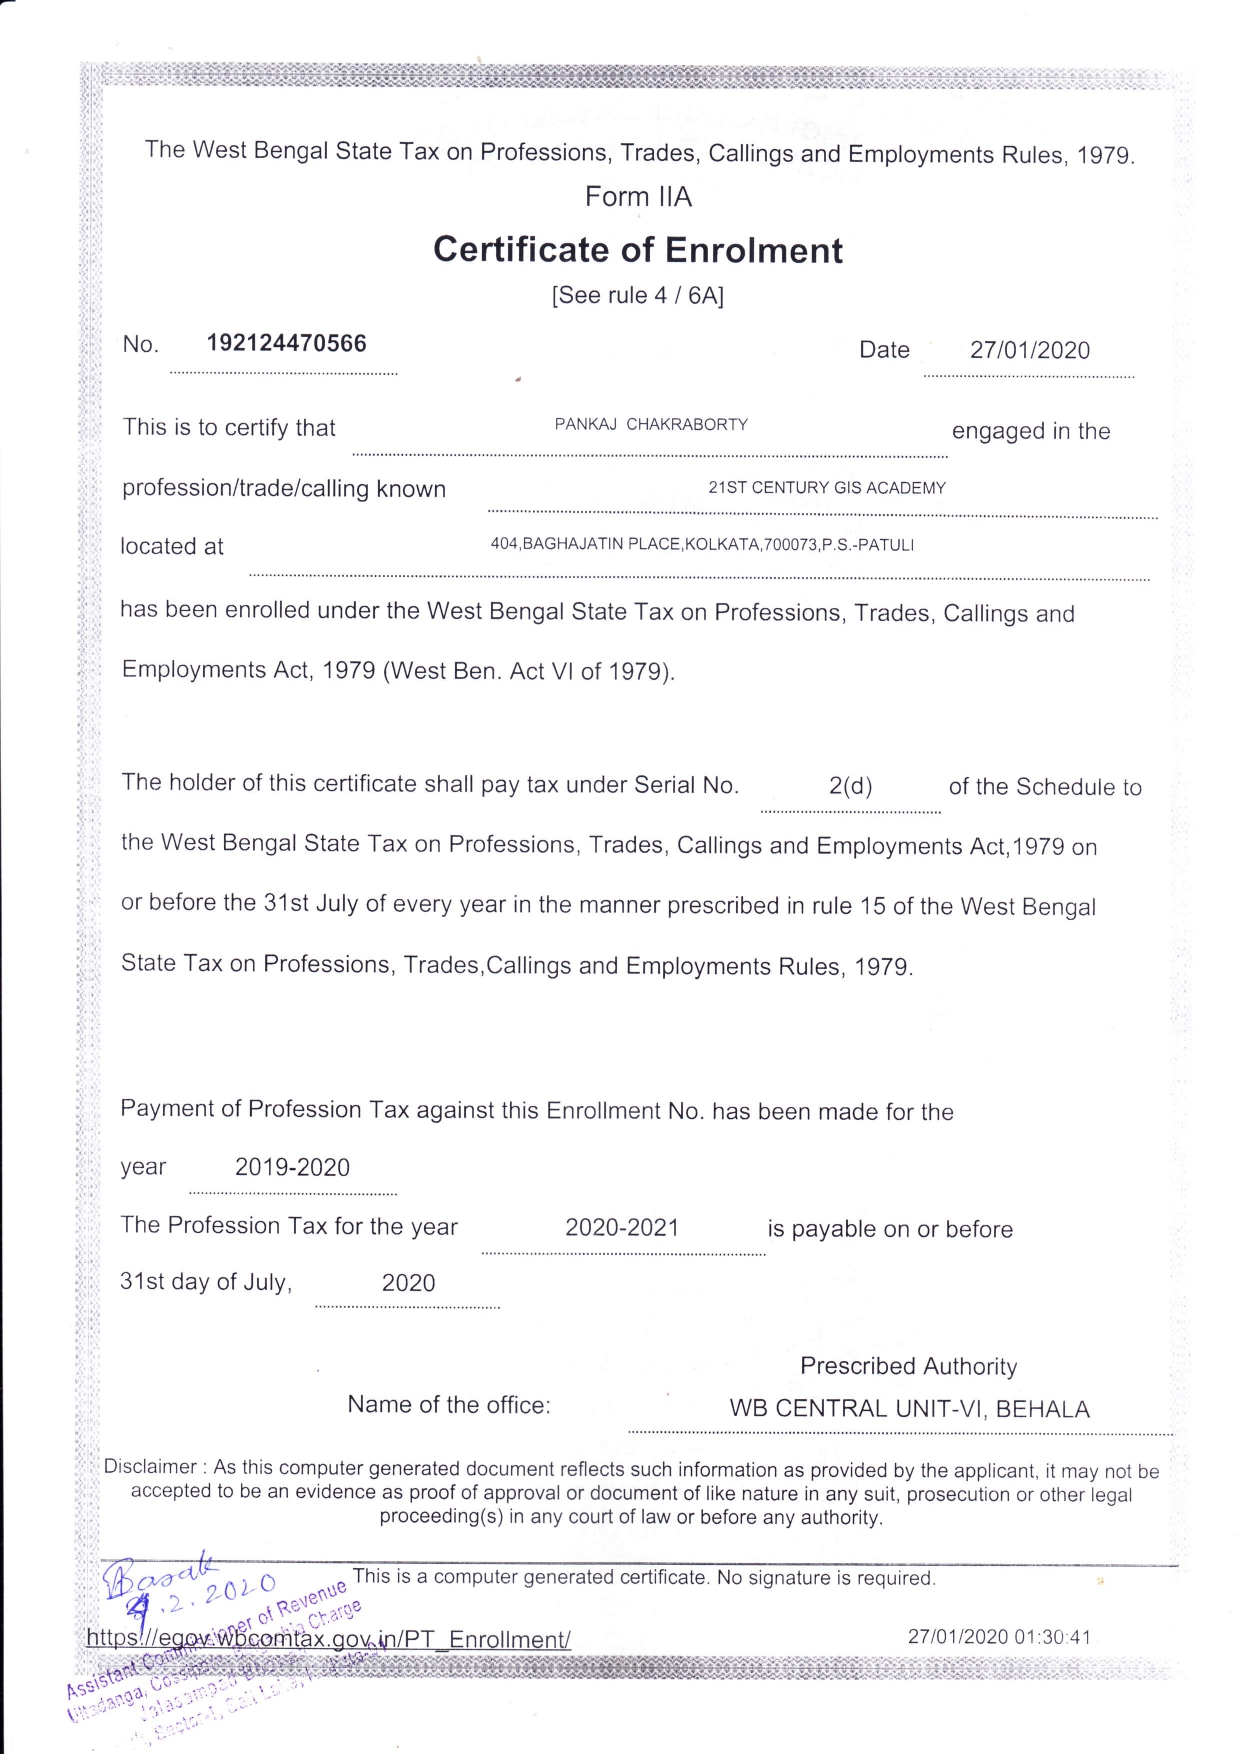 The West Bengal State Tax on Professions, Trades, Callings and Employments Rules, 1979.
Form IIA
Certificate of Enrolment
[See rule 4 / 6A]
No. 192124470566 Date 27/01/2020
This is to certify that PANKAJ CHAKRABORTY engaged in the
profession/trade/calling known 21ST CENTURY GIS ACADEMY
located at 404,BAGHAJATIN PLACE,KOLKATA,700073,P.S.-PATULI
has been enrolled under the West Bengal State Tax on Professions, Trades, Callings and
Employments Act, 1979 (West Ben. Act VI of 1979).
The holder of this certificate shall pay tax under Serial No. 2(d) of the Schedule to
the West Bengal State Tax on Professions, Trades, Callings and Employments Act,1979 on
or before the 31st July of every year in the manner prescribed in rule 15 of the West Bengal
State Tax on Professions, Trades,Callings and Employments Rules, 1979.
Payment of Profession Tax against this Enrollment No. has been made for the
year 2019-2020
The Profession Tax for the year 2020-2021 is payable on or before
31st day of July, 2020
Prescribed Authority
Name of the office: WB CENTRAL UNIT-VI, BEHALA
Disclaimer : As this computer generated document reflects such information as provided by the applicant, it may not be
accepted to be an evidence as proof of approval or document of like nature in any suit, prosecution or other legal
proceeding(s) in any court of law or before any authority.
This is a computer generated certificate. No signature is required.
Basak
.2.2020
https://egov.wbcomtax.gov.in/PT_Enrollment/ 27/01/2020 01:30:41
Assistant Commissioner of Revenue
Ultadanga, Charge